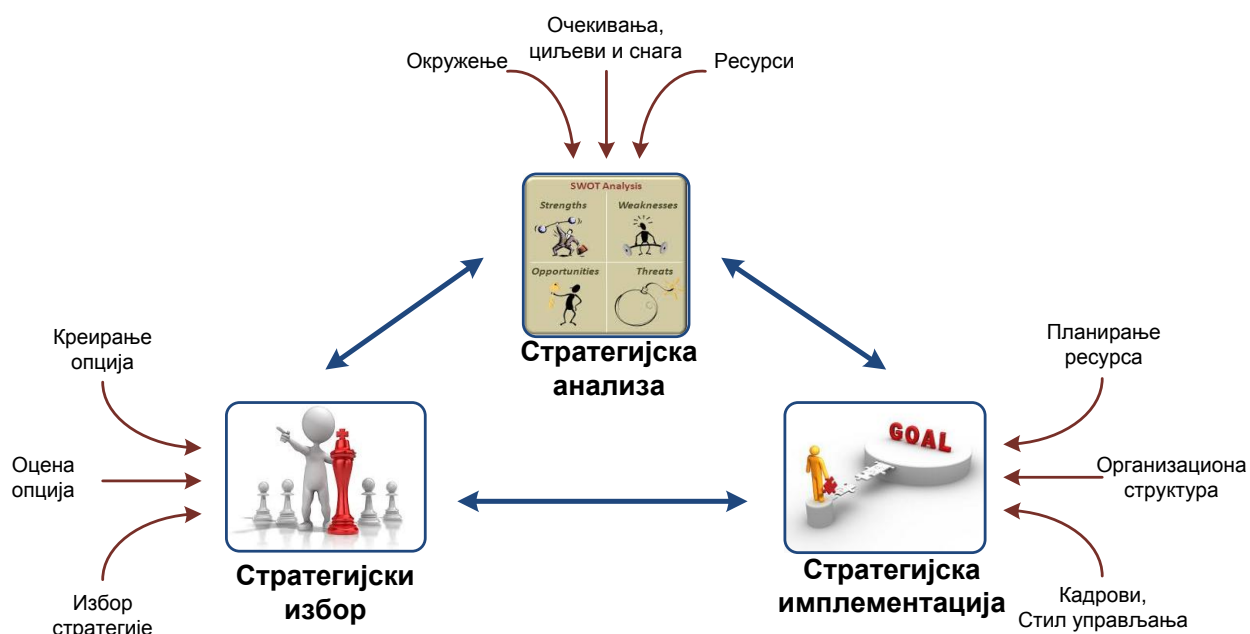 Очекивања,
циљеви и снага
Окружење
Ресурси
SWOT Analysis
Strengths
Weaknesses
Opportunities
Threats
Стратегијска
анализа
Креирање
опција
Оцена
опција
Избор
стратегије
Стратегијски
избор
GOAL
Стратегијска
имплементација
Планирање
ресурса
Организациона
структура
Кадрови,
Стил управљања